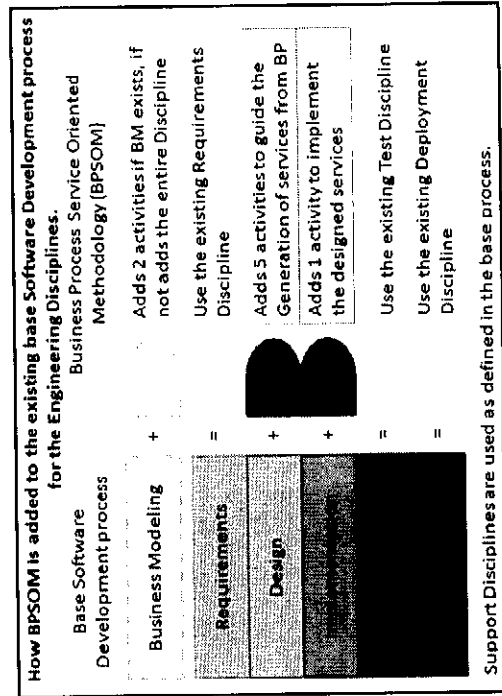 How BPSOM is added to the existing base Software Development process
for the Engineering Disciplines.
Base Software
Development process
Business Process Service Oriented
Methodology (BPSOM)
Business Modeling
+
Adds 2 activities if BM exists, if
not adds the entire Discipline
Requirements
=
Use the existing Requirements
Discipline
Design
+
Adds 5 activities to guide the
Generation of services from BP
+
Adds 1 activity to implement
the designed services
=
Use the existing Test Discipline
=
Use the existing Deployment
Discipline
Support Disciplines are used as defined in the base process.